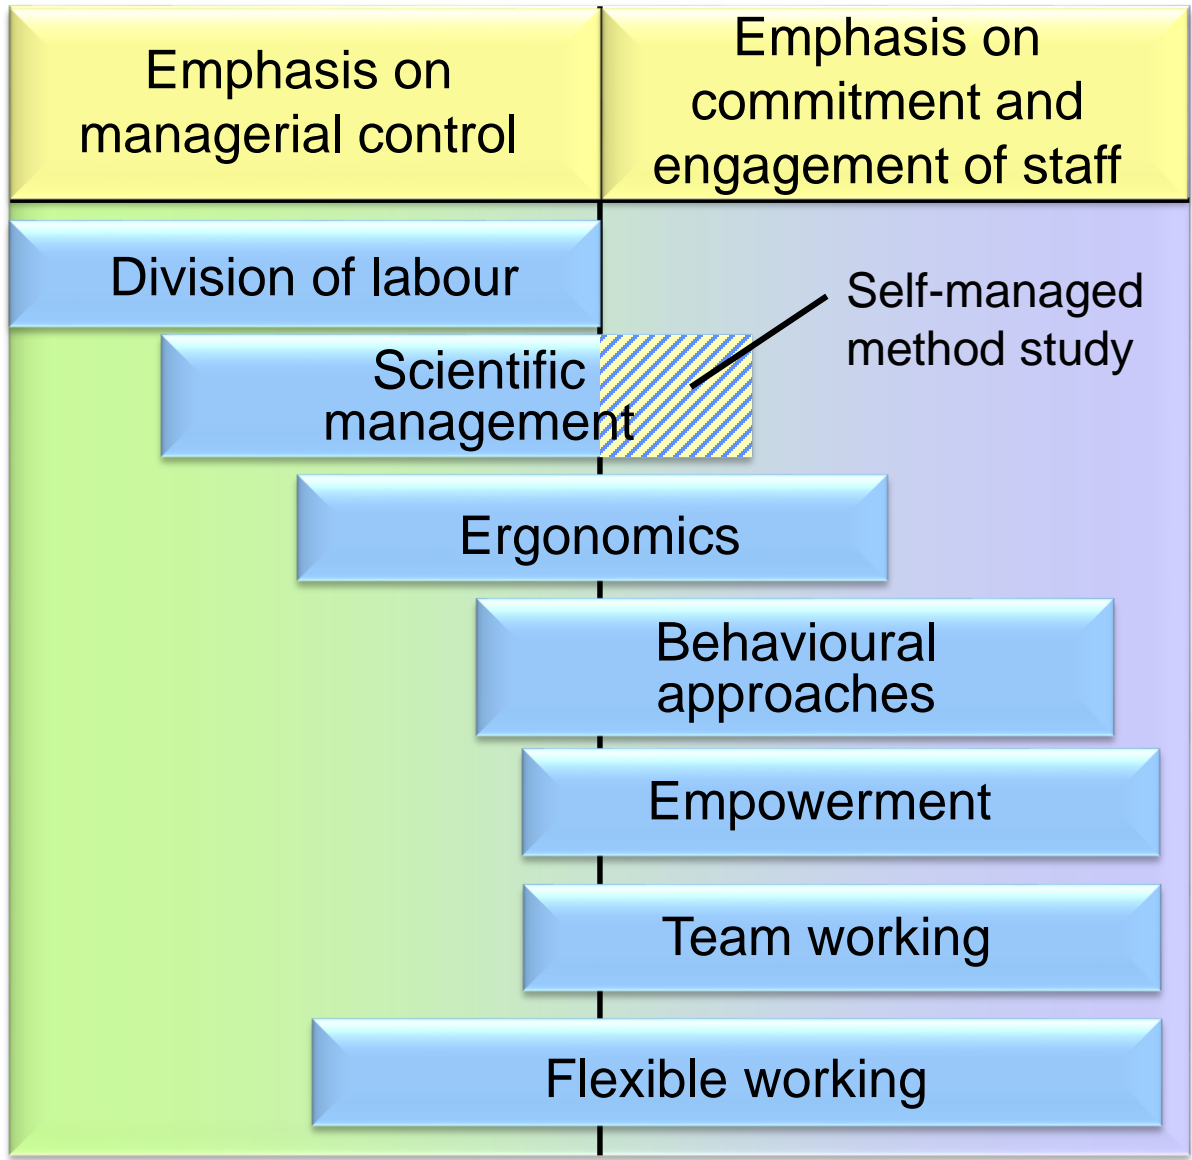 Emphasis on
managerial control
Emphasis on
commitment and
engagement of staff
Division of labour
Self-managed
method study
Scientific
management
Ergonomics
Behavioural
approaches
Empowerment
Team working
Flexible working